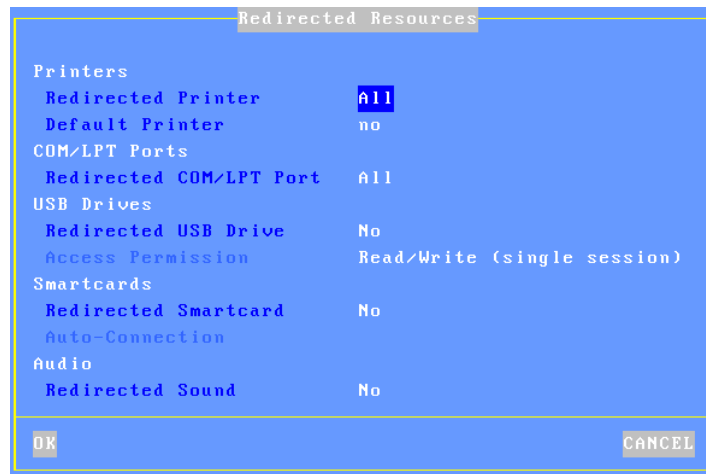 Redirected Resources
Printers
Redirected Printer All
Default Printer no
COM/LPT Ports
Redirected COM/LPT Port All
USB Drives
Redirected USB Drive No
Access Permission Read/Write (single session)
Smartcards
Redirected Smartcard No
Auto-Connection
Audio
Redirected Sound No
OK CANCEL